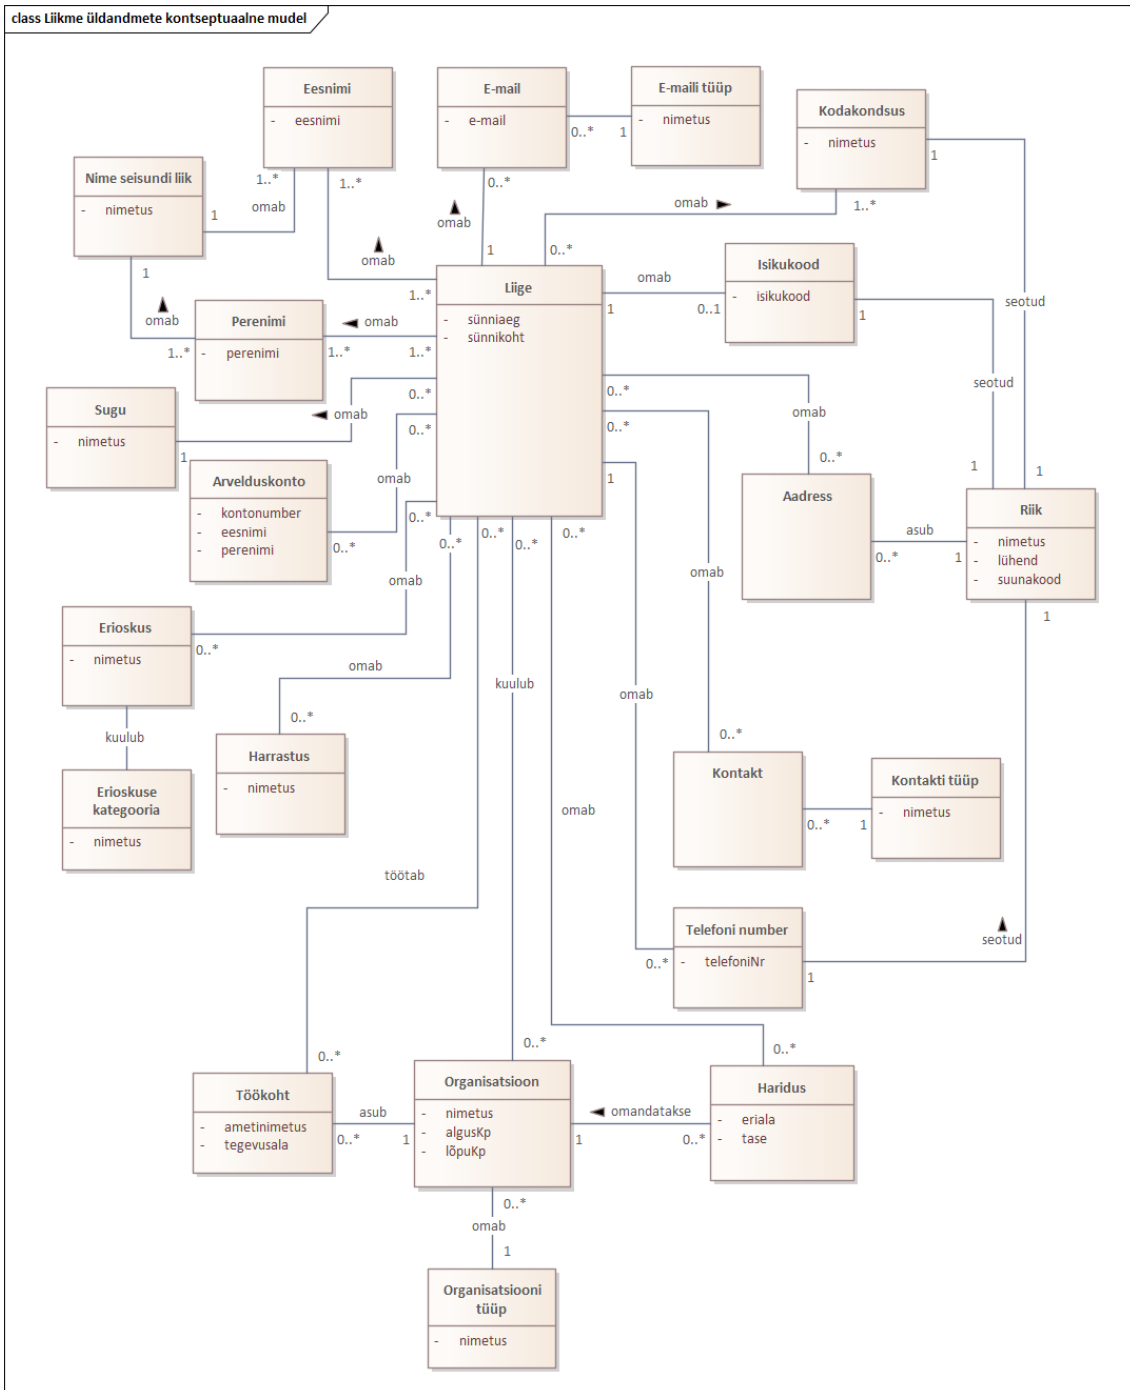 class Liikme üldandmete kontseptuaalne mudel
Eesnimi
- eesnimi
E-mail
- e-mail
E-maili tüüp
- nimetus
Kodakondsus
- nimetus
0..*
1
1
1..*
1..*
0..*
Nime seisundi liik
- nimetus
1
omab
omab
omab
1..*
omab
1
0..*
seotud
Liige
- sünniaeg
- sünnikoht
1..*
Isikukood
- isikukood
omab
1
0..1
1
1
omab
Perenimi
- perenimi
1..*
omab
1..*
1..*
seotud
Sugu
- nimetus
omab
0..*
1
0..*
0..*
0..*
omab
0..*
Arvelduskonto
- kontonumber
- eesnimi
- perenimi
omab
0..*
0..*
1
1
1
Aadress
Riik
- nimetus
- lühend
- suunakood
asub
0..*
1
1
0..*
0..*
0..*
0..*
omab
omab
Erioskus
- nimetus
0..*
omab
kuulub
omab
0..*
0..*
kuulub
Harrastus
- nimetus
Erioskuse
kategooria
- nimetus
Kontakt
Kontakti tüüp
- nimetus
0..*
1
omab
töötab
Telefoni number
- telefoniNr
0..*
1
seotud
0..*
0..*
0..*
Töökoht
- ametinimetus
- tegevusala
asub
0..*
1
Organisatsioon
- nimetus
- algusKp
- lõpuKp
omandatakse
1
0..*
Haridus
- eriala
- tase
0..*
omab
1
Organisatsiooni
tüüp
- nimetus